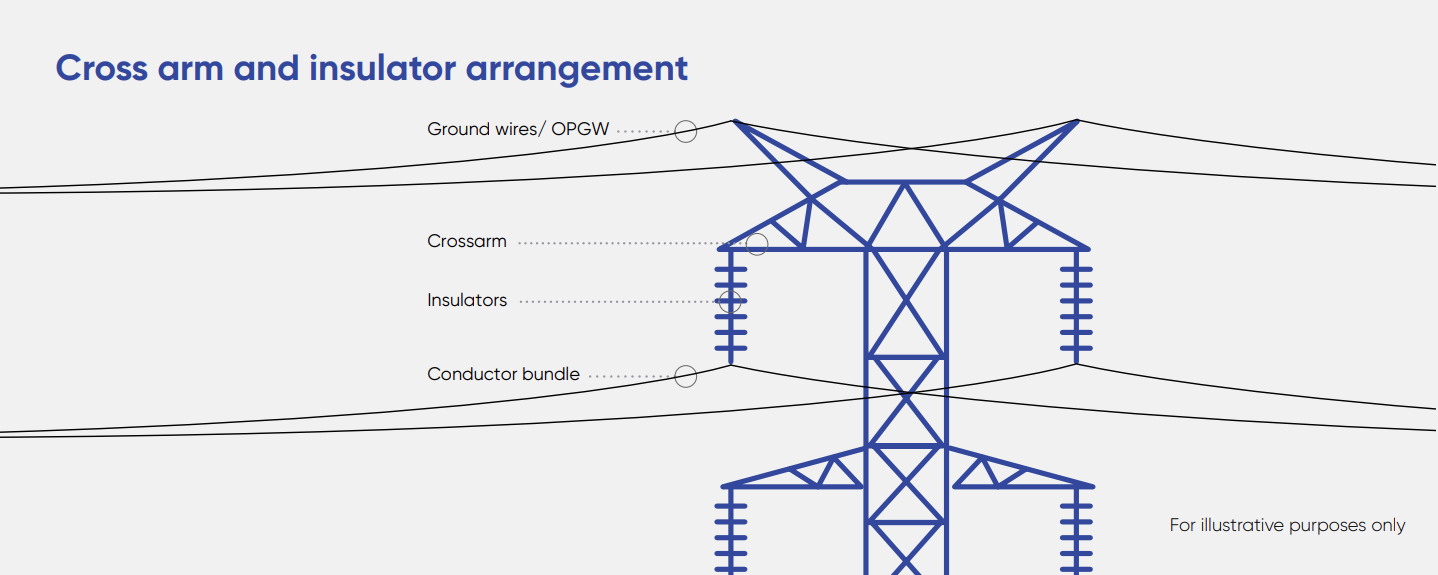 Cross arm and insulator arrangement
Ground wires/ OPGW
Crossarm
Insulators
Conductor bundle
For illustrative purposes only